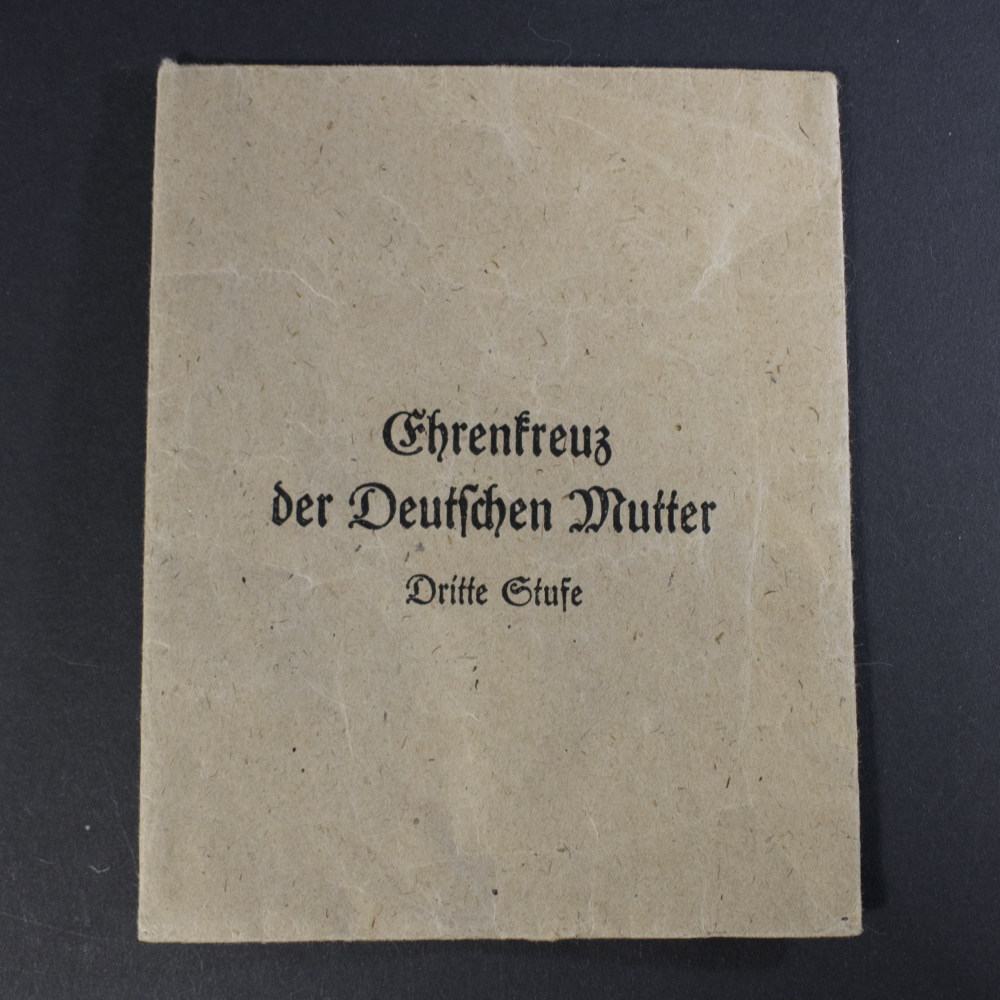 Ehrenkreuz
der Deutschen Mutter
Dritte Stufe